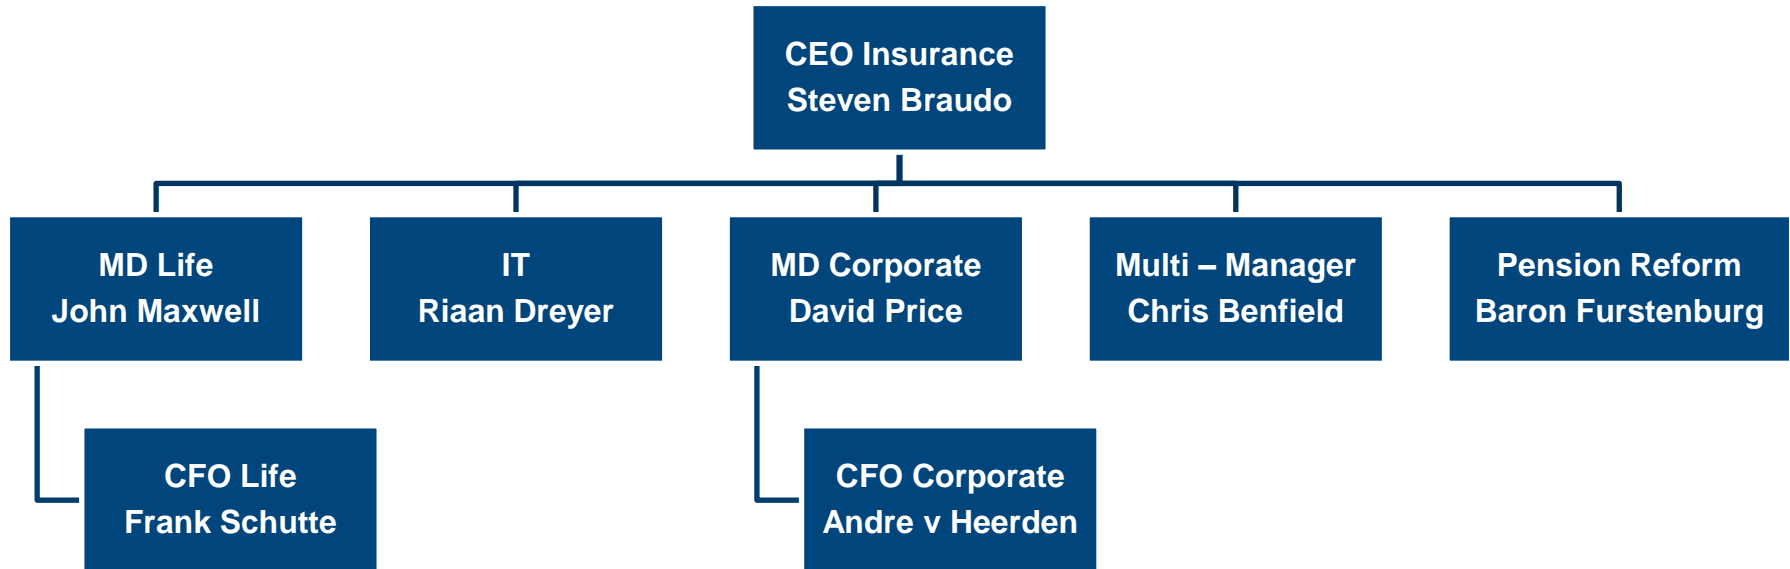 CEO Insurance
Steven Braudo
MD Life
John Maxwell
IT
Riaan Dreyer
MD Corporate
David Price
Multi – Manager
Chris Benfield
Pension Reform
Baron Furstenburg
CFO Life
Frank Schutte
CFO Corporate
Andre v Heerden